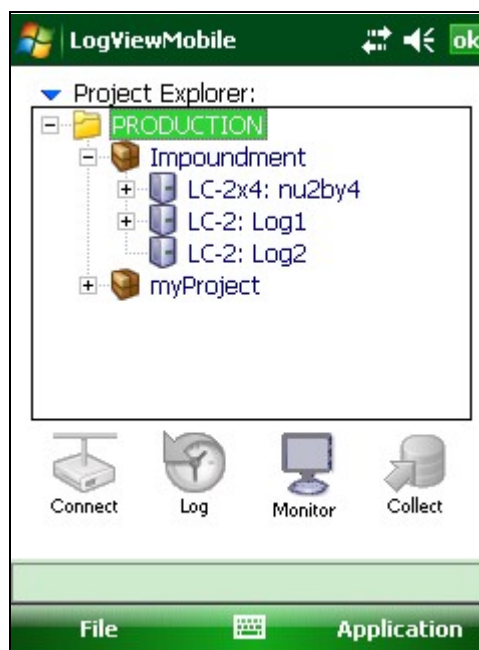 LogViewMobile ok
Project Explorer:
PRODUCTION
Impoundment
LC-2x4: nu2by4
LC-2: Log1
LC-2: Log2
myProject
Connect Log Monitor Collect
File Application